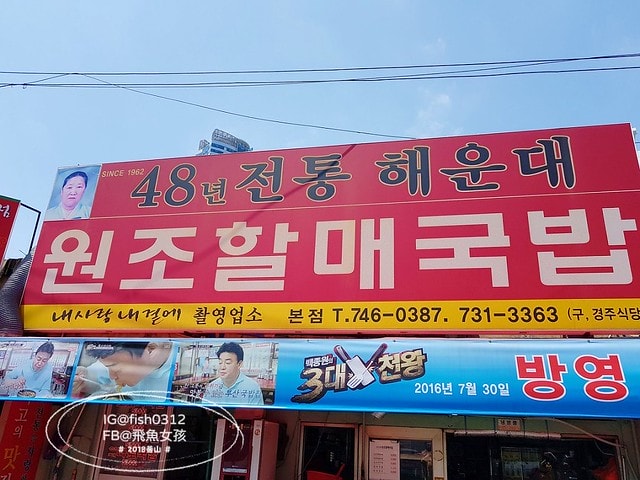 SINCE 1962
48년 전통 해운대
원조할매국밥
내사랑 내곁에 촬영업소 본점 T.746-0387. 731-3363 (구, 경주식당
백종원의
3대천왕
2016년 7월 30일 방영
IG@fish0312
FB@飛魚女孩
# 2018釜山 #